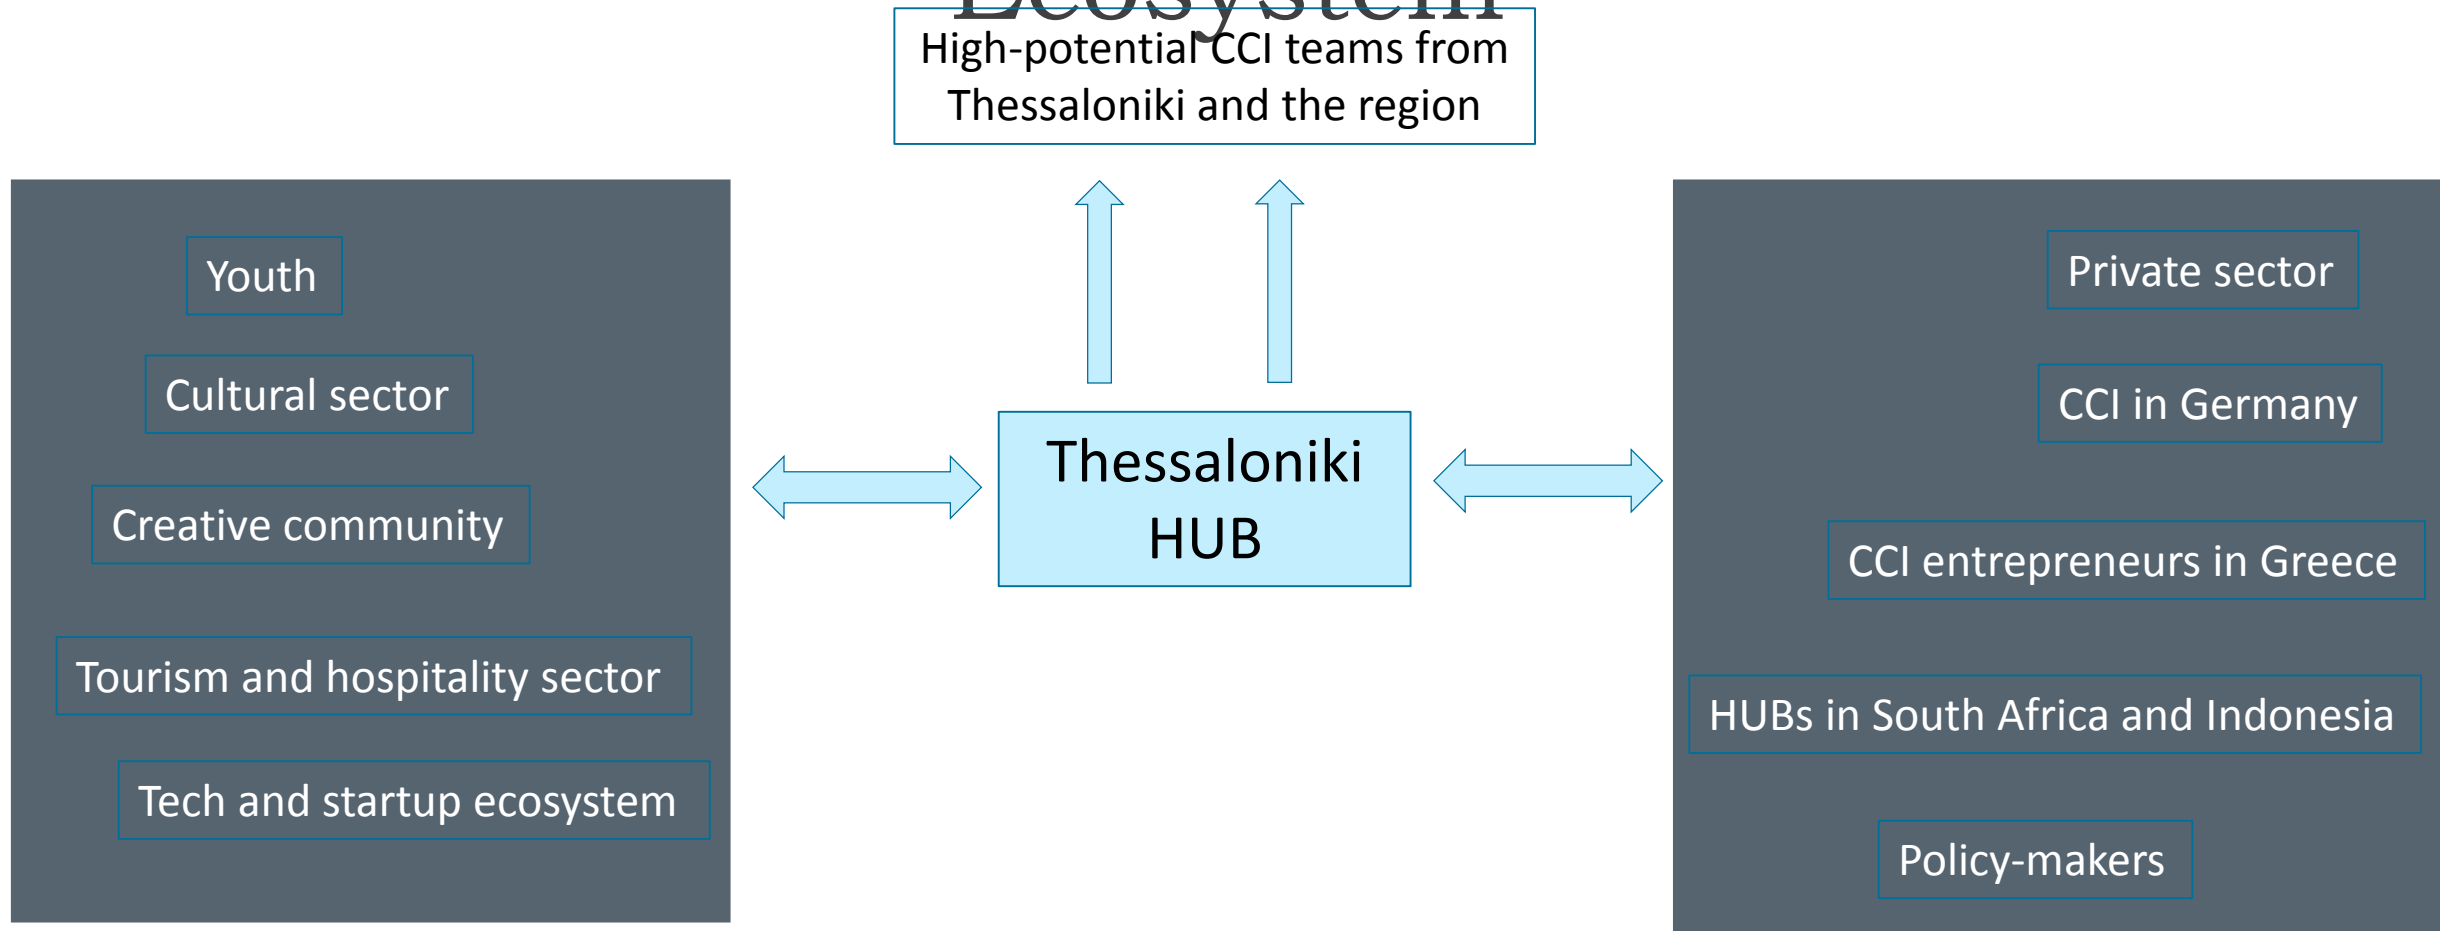 Ecosystem
High-potential CCI teams from
Thessaloniki and the region
Youth
Cultural sector
Creative community
Tourism and hospitality sector
Tech and startup ecosystem
Thessaloniki
HUB
Private sector
CCI in Germany
CCI entrepreneurs in Greece
HUBs in South Africa and Indonesia
Policy-makers